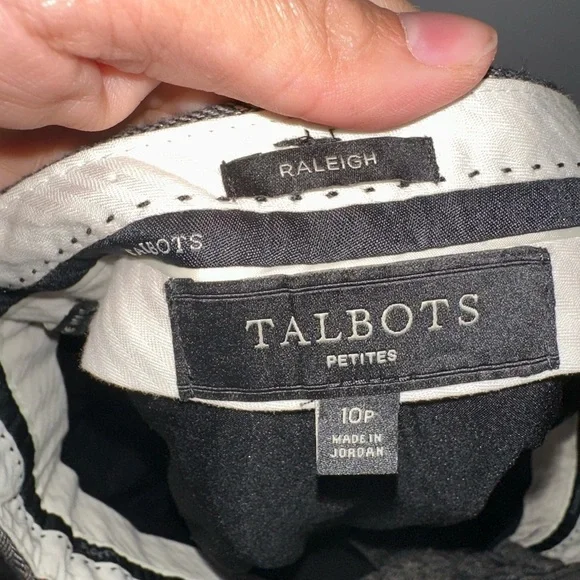 RALEIGH
TALBOTS
TALBOTS
PETITES
10P
MADE IN
JORDAN